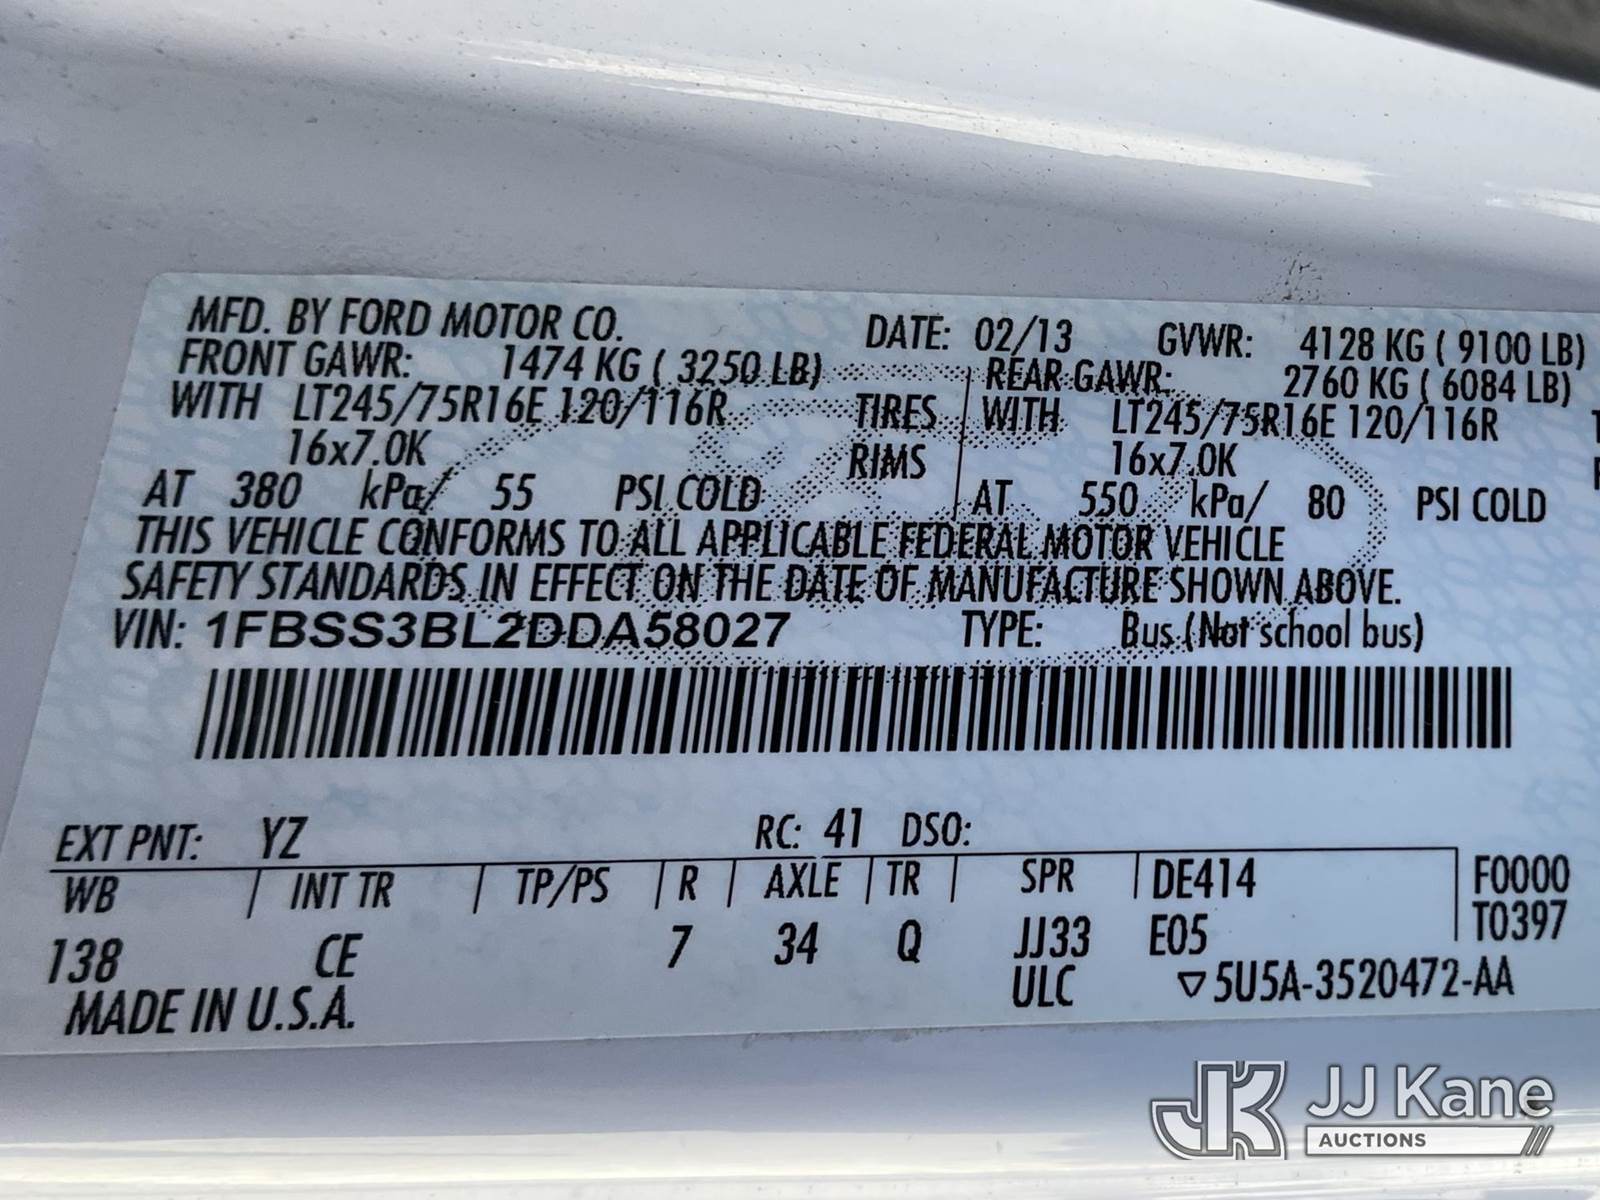 MFD. BY FORD MOTOR CO. DATE: 02/13 GVWR: 4128 KG ( 9100 LB)
FRONT GAWR: 1474 KG ( 3250 LB) REAR GAWR: 2760 KG ( 6084 LB)
WITH LT245/75R16E 120/116R TIRES WITH LT245/75R16E 120/116R
16x7.0K RIMS 16x7.0K
AT 380 kPa/ 55 PSI COLD AT 550 kPa/ 80 PSI COLD
THIS VEHICLE CONFORMS TO ALL APPLICABLE FEDERAL MOTOR VEHICLE
SAFETY STANDARDS IN EFFECT ON THE DATE OF MANUFACTURE SHOWN ABOVE.
VIN: 1FBSS3BL2DDA58027 TYPE: Bus (Not school bus)
EXT PNT: YZ RC: 41 DSO:
WB INT TR TP/PS R AXLE TR SPR DE414 F0000
138 CE 7 34 Q JJ33 E05 T0397
MADE IN U.S.A. ULC ▽5U5A-3520472-AA
JJ Kane
AUCTIONS